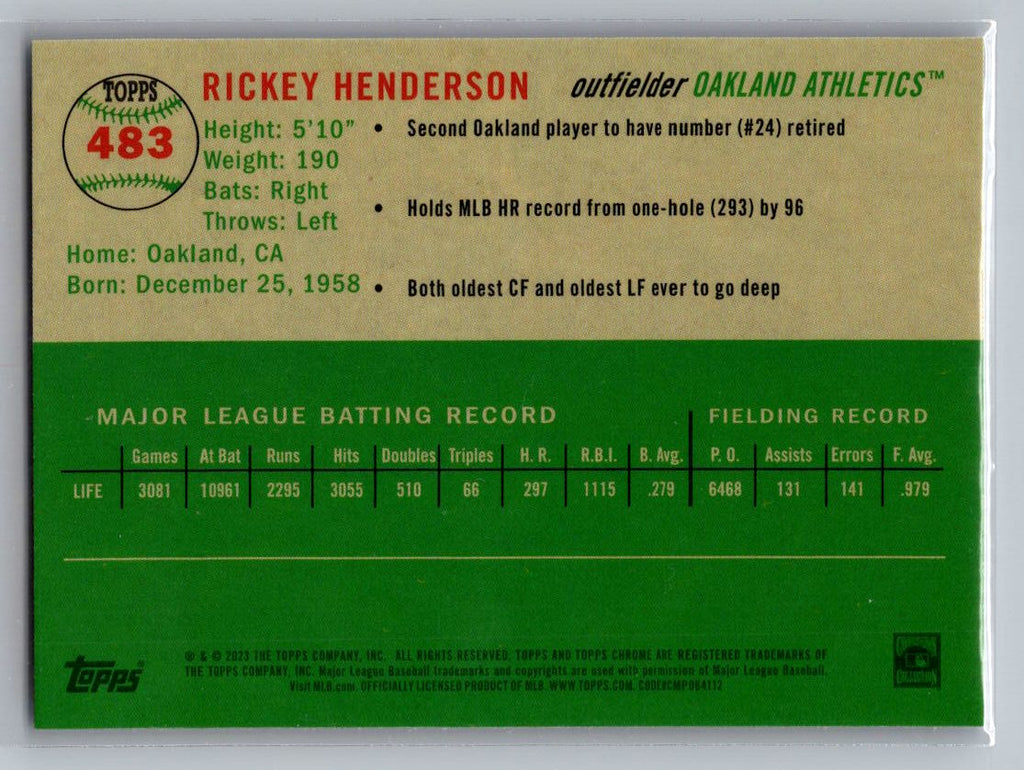 TOPPS
483
RICKEY HENDERSON
outfielder OAKLAND ATHLETICS™
Height: 5'10"
Weight: 190
Bats: Right
Throws: Left
Home: Oakland, CA
Born: December 25, 1958
• Second Oakland player to have number (#24) retired
• Holds MLB HR record from one-hole (293) by 96
• Both oldest CF and oldest LF ever to go deep
MAJOR LEAGUE BATTING RECORD FIELDING RECORD
Games At Bat Runs Hits Doubles Triples H. R. R.B.I. B. Avg. P. O. Assists Errors F. Avg.
LIFE 3081 10961 2295 3055 510 66 297 1115 .279 6468 131 141 .979
Topps®
® & © 2023 THE TOPPS COMPANY, INC. ALL RIGHTS RESERVED. TOPPS AND TOPPS CHROME ARE REGISTERED TRADEMARKS OF
THE TOPPS COMPANY, INC. Major League Baseball trademarks and copyrights are used with permission of Major League Baseball.
Visit MLB.com. OFFICIALLY LICENSED PRODUCT OF MLB. WWW.TOPPS.COM. CODE#CMP064112
COOPERSTOWN
COLLECTION